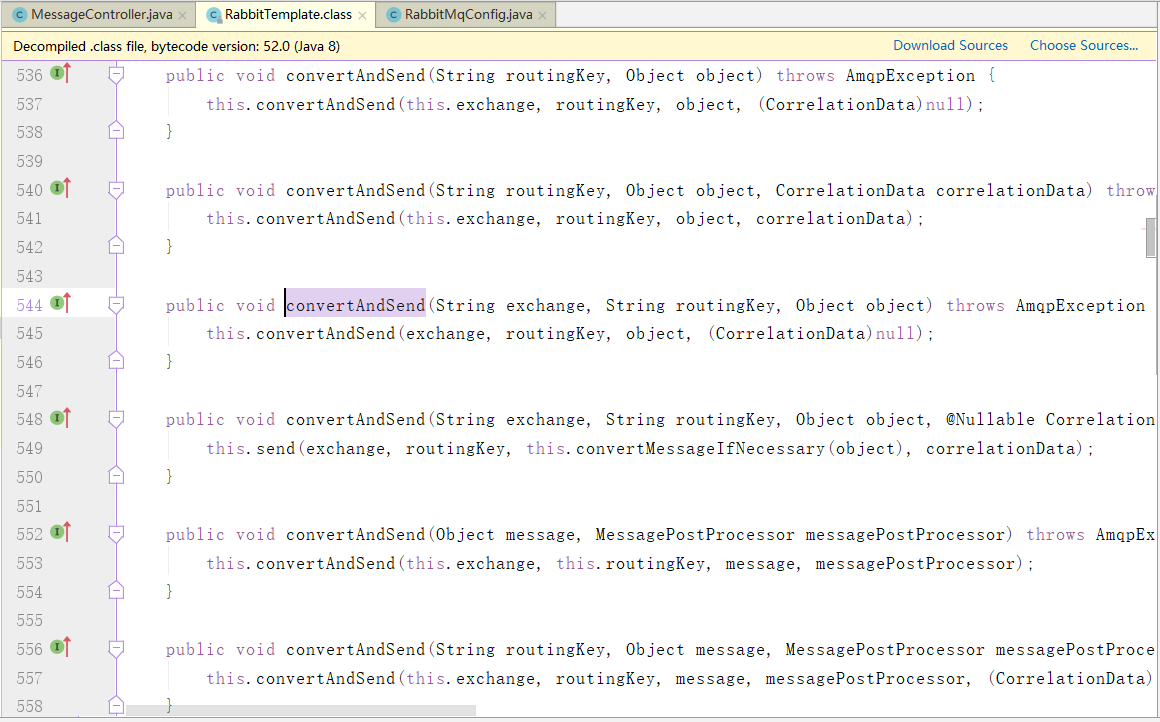 MessageController.java RabbitTemplate.class RabbitMqConfig.java
Decompiled .class file, bytecode version: 52.0 (Java 8) Download Sources Choose Sources...
536 public void convertAndSend(String routingKey, Object object) throws AmqpException {
537 this.convertAndSend(this.exchange, routingKey, object, (CorrelationData)null);
538 }
539
540 public void convertAndSend(String routingKey, Object object, CorrelationData correlationData) throw
541 this.convertAndSend(this.exchange, routingKey, object, correlationData);
542 }
543
544 public void convertAndSend(String exchange, String routingKey, Object object) throws AmqpException
545 this.convertAndSend(exchange, routingKey, object, (CorrelationData)null);
546 }
547
548 public void convertAndSend(String exchange, String routingKey, Object object, @Nullable Correlation
549 this.send(exchange, routingKey, this.convertMessageIfNecessary(object), correlationData);
550 }
551
552 public void convertAndSend(Object message, MessagePostProcessor messagePostProcessor) throws AmqpEx
553 this.convertAndSend(this.exchange, this.routingKey, message, messagePostProcessor);
554 }
555
556 public void convertAndSend(String routingKey, Object message, MessagePostProcessor messagePostProce
557 this.convertAndSend(this.exchange, routingKey, message, messagePostProcessor, (CorrelationData)
558 }